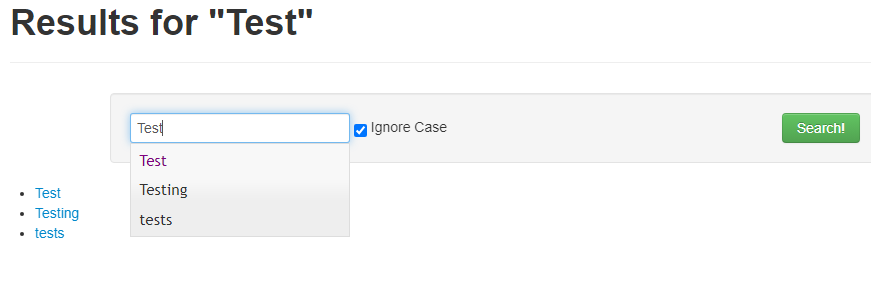 Results for "Test"
Test Ignore Case Search!
Test
Testing
tests
Test
Testing
tests